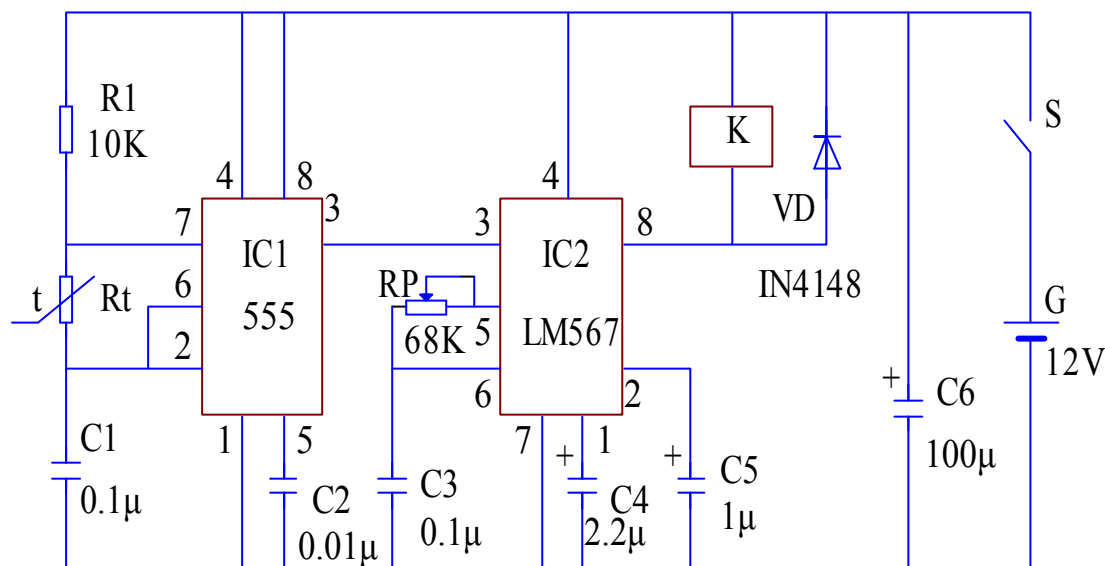 R1
10K
4
8
3
7
IC1
6
555
2
t
Rt
1
5
C1
0.1μ
C2
0.01μ
4
3
8
IC2
RP
5
68K
LM567
6
2
7
1
C3
0.1μ
+
C4
2.2μ
+
C5
1μ
K
VD
IN4148
+
C6
100μ
S
G
12V